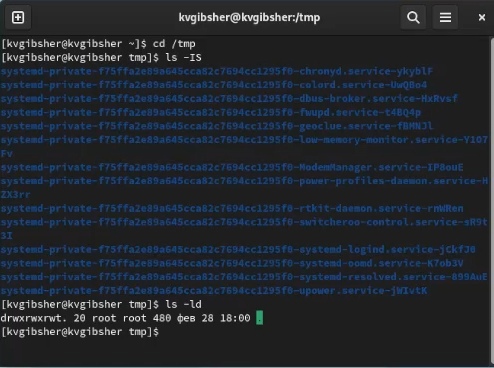 kvgibsher@kvgibsher:/tmp
[kvgibsher@kvgibsher ~]$ cd /tmp
[kvgibsher@kvgibsher tmp]$ ls -IS
systemd-private-f75ffa2e89a645cca82c7694cc1295f0-chronyd.service-ykyblF
systemd-private-f75ffa2e89a645cca82c7694cc1295f0-colord.service-UwQBo4
systemd-private-f75ffa2e89a645cca82c7694cc1295f0-dbus-broker.service-HxRvsf
systemd-private-f75ffa2e89a645cca82c7694cc1295f0-fwupd.service-t4BQ4p
systemd-private-f75ffa2e89a645cca82c7694cc1295f0-geoclue.service-fBMNJl
systemd-private-f75ffa2e89a645cca82c7694cc1295f0-low-memory-monitor.service-Y107
Fv
systemd-private-f75ffa2e89a645cca82c7694cc1295f0-ModemManager.service-IP8ouE
systemd-private-f75ffa2e89a645cca82c7694cc1295f0-power-profiles-daemon.service-H
ZX3rr
systemd-private-f75ffa2e89a645cca82c7694cc1295f0-rtkit-daemon.service-rnWRen
systemd-private-f75ffa2e89a645cca82c7694cc1295f0-switcheroo-control.service-sR9t
3I
systemd-private-f75ffa2e89a645cca82c7694cc1295f0-systemd-logind.service-jCkfJ0
systemd-private-f75ffa2e89a645cca82c7694cc1295f0-systemd-oomd.service-K7ob3V
systemd-private-f75ffa2e89a645cca82c7694cc1295f0-systemd-resolved.service-899AuE
systemd-private-f75ffa2e89a645cca82c7694cc1295f0-upower.service-jWIvtK
[kvgibsher@kvgibsher tmp]$ ls -ld
drwxrwxrwt. 20 root root 480 фев 28 18:00 .
[kvgibsher@kvgibsher tmp]$